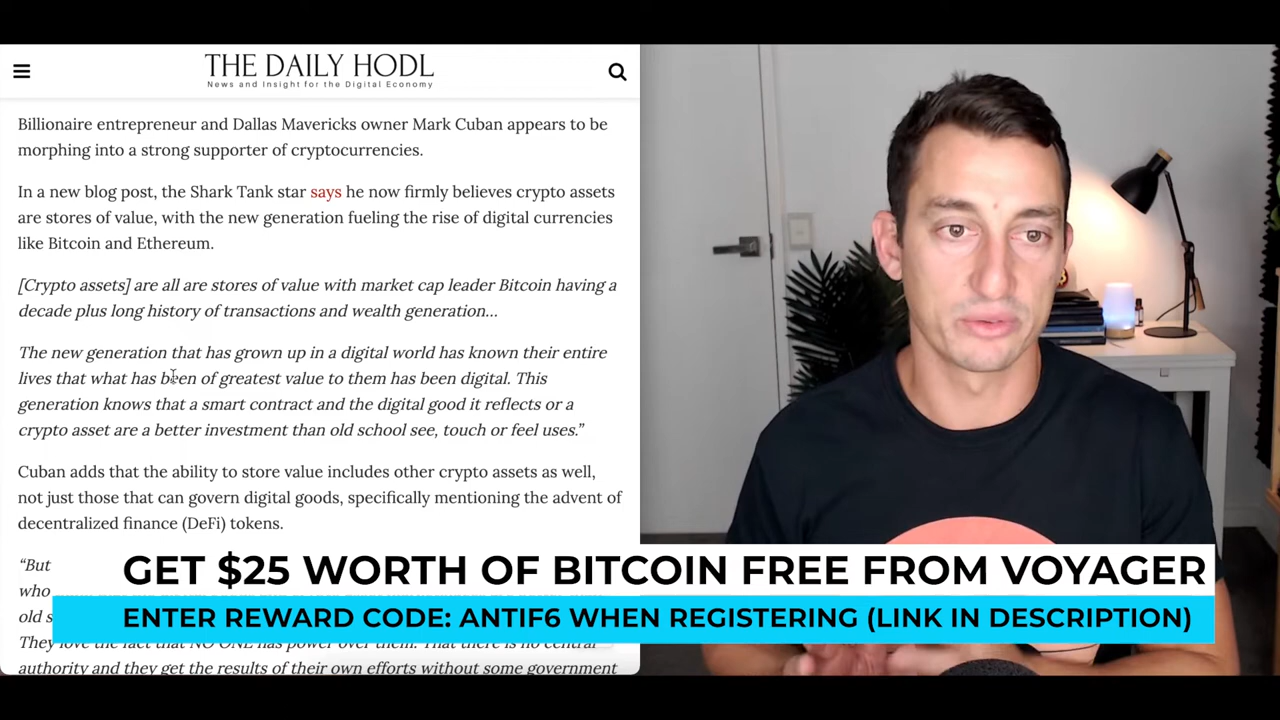 THE DAILY HODL
News and Insight for the Digital Economy
Billionaire entrepreneur and Dallas Mavericks owner Mark Cuban appears to be
morphing into a strong supporter of cryptocurrencies.
In a new blog post, the Shark Tank star says he now firmly believes crypto assets
are stores of value, with the new generation fueling the rise of digital currencies
like Bitcoin and Ethereum.
[Crypto assets] are all are stores of value with market cap leader Bitcoin having a
decade plus long history of transactions and wealth generation…
The new generation that has grown up in a digital world has known their entire
lives that what has been of greatest value to them has been digital. This
generation knows that a smart contract and the digital good it reflects or a
crypto asset are a better investment than old school see, touch or feel uses.”
Cuban adds that the ability to store value includes other crypto assets as well,
not just those that can govern digital goods, specifically mentioning the advent of
decentralized finance (DeFi) tokens.
“But
who
old s
They love the fact that NO ONE has power over them. That there is no central
authority and they get the results of their own efforts without some government
GET $25 WORTH OF BITCOIN FREE FROM VOYAGER
ENTER REWARD CODE: ANTIF6 WHEN REGISTERING (LINK IN DESCRIPTION)